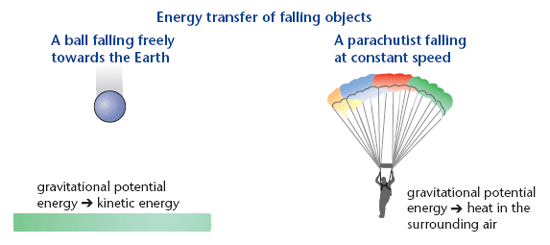 Energy transfer of falling objects
A ball falling freely
towards the Earth
A parachutist falling
at constant speed
gravitational potential
energy ➔ kinetic energy
gravitational potential
energy ➔ heat in the
surrounding air